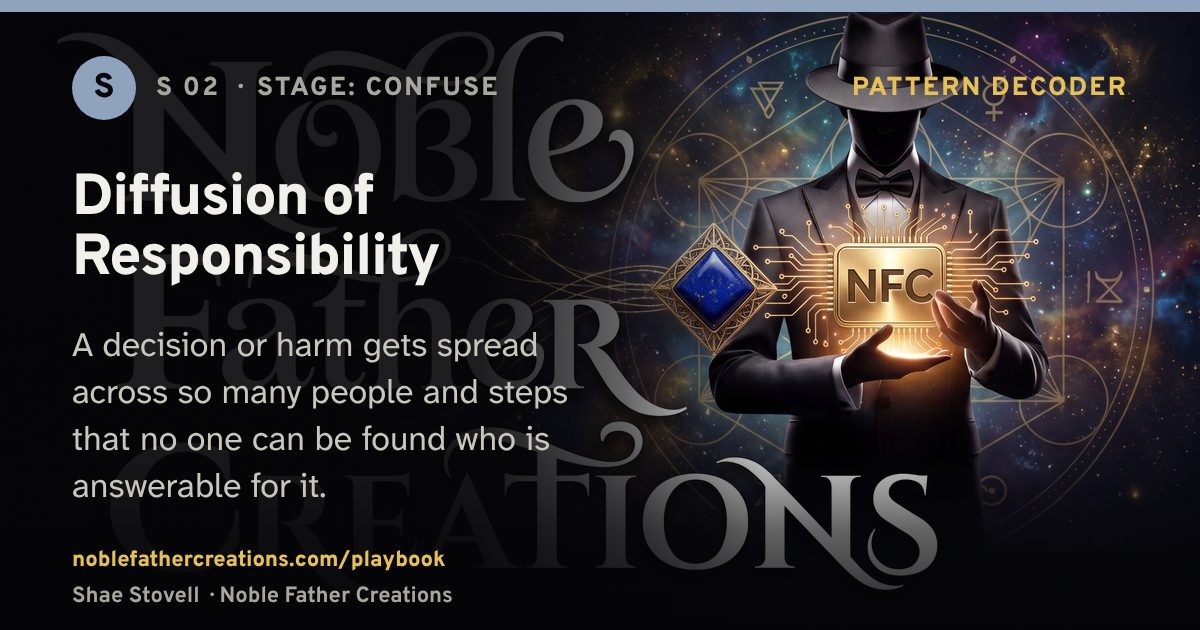 S
S 02 · STAGE: CONFUSE
PATTERN DECODER
Diffusion of
Responsibility
A decision or harm gets spread
across so many people and steps
that no one can be found who is
answerable for it.
noblefathercreations.com/playbook
Shae Stovell · Noble Father Creations
Noble
Father
Creations
NFC